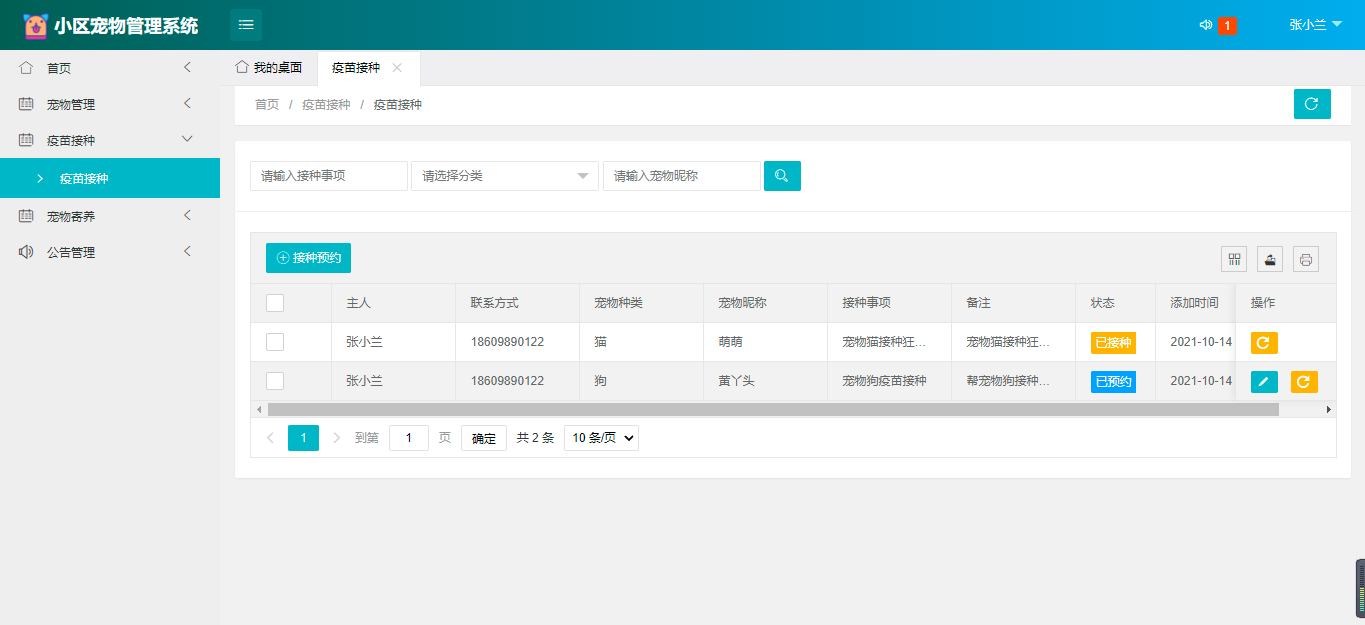 小区宠物管理系统
1
张小兰
首页
宠物管理
疫苗接种
疫苗接种
宠物寄养
公告管理
我的桌面
疫苗接种
首页 / 疫苗接种 / 疫苗接种
请输入接种事项
请选择分类
请输入宠物昵称
接种预约
主人 联系方式 宠物种类 宠物昵称 接种事项 备注 状态 添加时间 操作
张小兰 18609890122 猫 萌萌 宠物猫接种狂... 宠物猫接种狂... 已接种 2021-10-14
张小兰 18609890122 狗 黄丫头 宠物狗疫苗接种 帮宠物狗接种... 已预约 2021-10-14
1 到第 1 页 确定 共 2 条 10 条/页